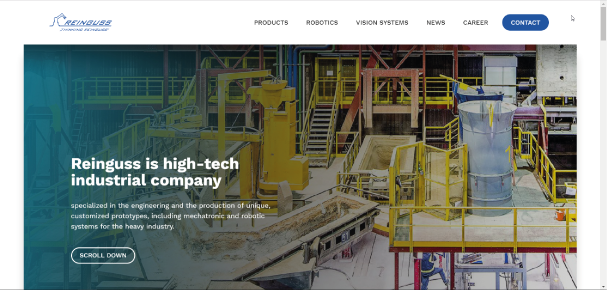 REINGUSS
PRODUCTS ROBOTICS VISION SYSTEMS NEWS CAREER CONTACT
Reinguss is high-tech
industrial company
specialized in the engineering and the production of unique,
customized prototypes, including mechatronic and robotic
systems for the heavy industry.
SCROLL DOWN